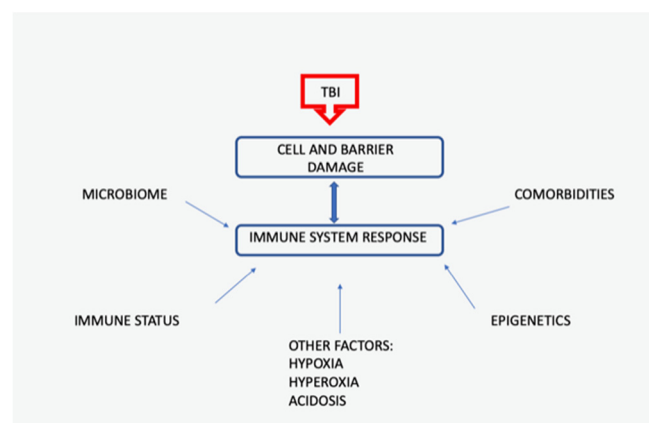 TBI
CELL AND BARRIER
DAMAGE
MICROBIOME
COMORBIDITIES
IMMUNE SYSTEM RESPONSE
IMMUNE STATUS
EPIGENETICS
OTHER FACTORS:
HYPOXIA
HYPEROXIA
ACIDOSIS